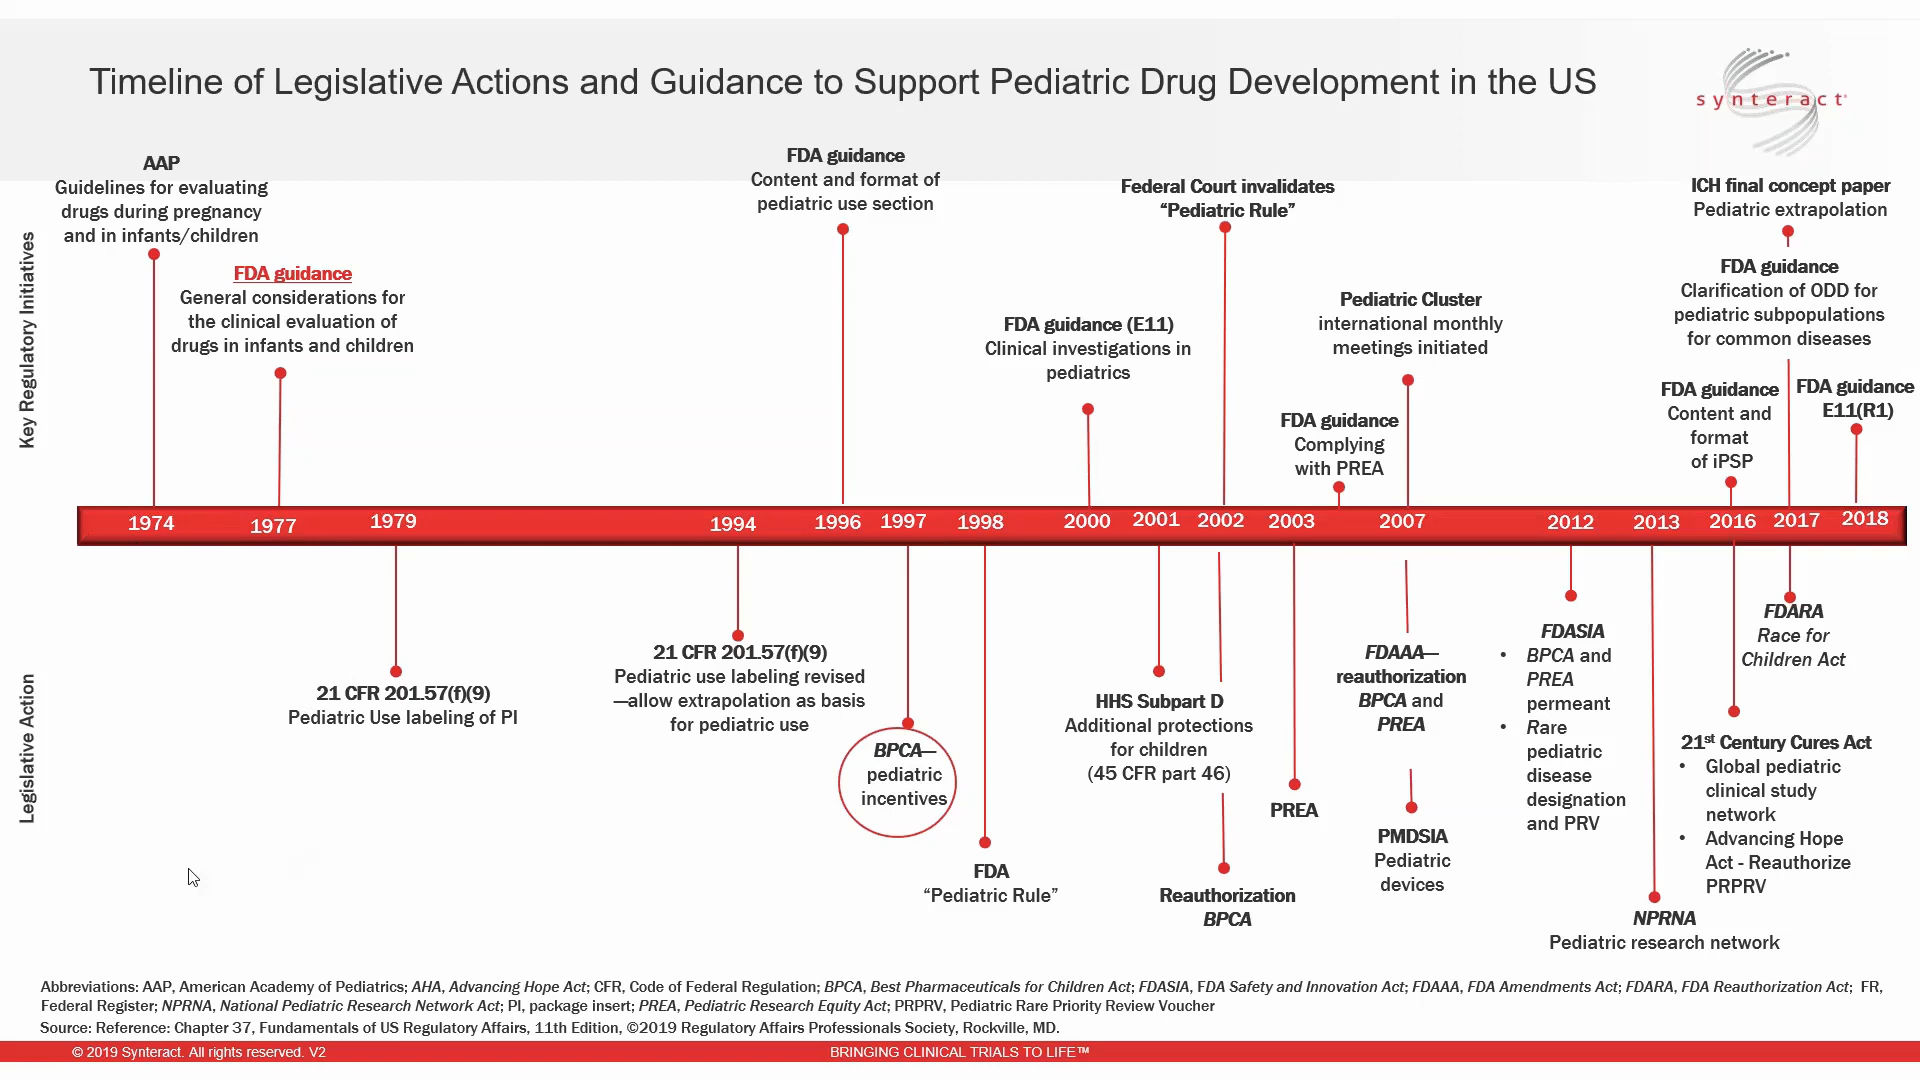 Timeline of Legislative Actions and Guidance to Support Pediatric Drug Development in the US
synteract
Key Regulatory Initiatives
AAP
Guidelines for evaluating
drugs during pregnancy
and in infants/children
FDA guidance
General considerations for
the clinical evaluation of
drugs in infants and children
FDA guidance
Content and format of
pediatric use section
FDA guidance (E11)
Clinical investigations in
pediatrics
Federal Court invalidates
“Pediatric Rule”
FDA guidance
Complying
with PREA
Pediatric Cluster
international monthly
meetings initiated
ICH final concept paper
Pediatric extrapolation
FDA guidance
Clarification of ODD for
pediatric subpopulations
for common diseases
FDA guidance
Content and
format
of iPSP
FDA guidance
E11(R1)
1974 1977 1979 1994 1996 1997 1998 2000 2001 2002 2003 2007 2012 2013 2016 2017 2018
Legislative Action
21 CFR 201.57(f)(9)
Pediatric Use labeling of PI
21 CFR 201.57(f)(9)
Pediatric use labeling revised
—allow extrapolation as basis
for pediatric use
BPCA—
pediatric
incentives
FDA
“Pediatric Rule”
HHS Subpart D
Additional protections
for children
(45 CFR part 46)
Reauthorization
BPCA
PREA
FDAAA—
reauthorization
BPCA and
PREA
PMDSIA
Pediatric
devices
FDASIA
• BPCA and
PREA
permeant
• Rare
pediatric
disease
designation
and PRV
NPRNA
Pediatric research network
FDARA
Race for
Children Act
21st Century Cures Act
• Global pediatric
clinical study
network
• Advancing Hope
Act - Reauthorize
PRPRV
Abbreviations: AAP, American Academy of Pediatrics; AHA, Advancing Hope Act; CFR, Code of Federal Regulation; BPCA, Best Pharmaceuticals for Children Act; FDASIA, FDA Safety and Innovation Act; FDAAA, FDA Amendments Act; FDARA, FDA Reauthorization Act; FR,
Federal Register; NPRNA, National Pediatric Research Network Act; PI, package insert; PREA, Pediatric Research Equity Act; PRPRV, Pediatric Rare Priority Review Voucher
Source: Reference: Chapter 37, Fundamentals of US Regulatory Affairs, 11th Edition, ©2019 Regulatory Affairs Professionals Society, Rockville, MD.
© 2019 Synteract. All rights reserved. V2
BRINGING CLINICAL TRIALS TO LIFE™